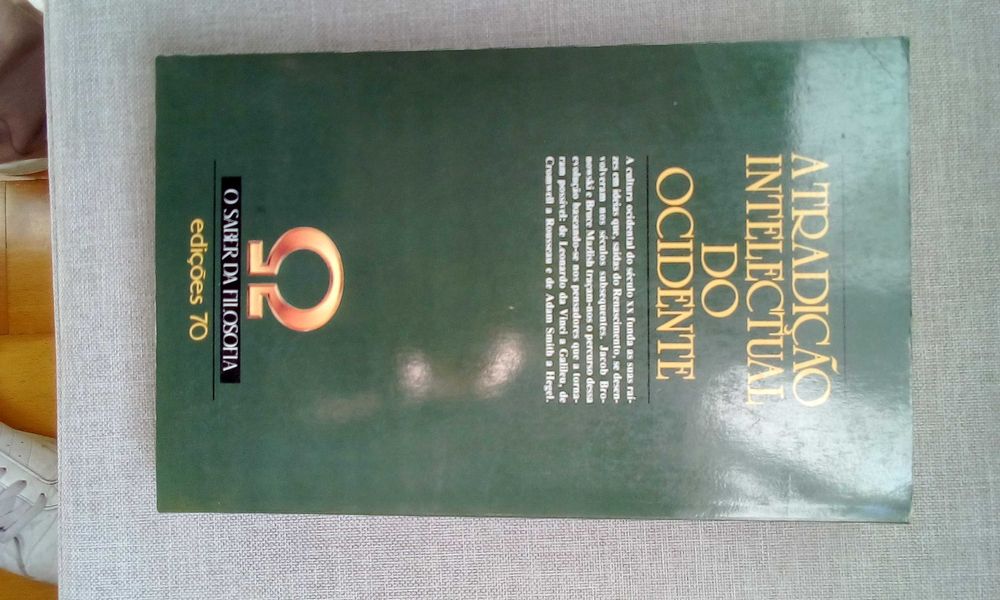 A TRADIÇÃO
INTELECTUAL
DO
OCIDENTE
A cultura ocidental do século XX funda as suas raí-
zes em ideias que, saídas do Renascimento, se desen-
volveram nos séculos subsequentes. Jacob Bro-
nowski e Bruce Mazlish traçam-nos o percurso dessa
evolução baseando-se nos pensadores que a torna-
ram possível: de Leonardo da Vinci a Galileu, de
Cromwell a Rousseau e de Adam Smith a Hegel.
O SABER DA FILOSOFIA
edições 70